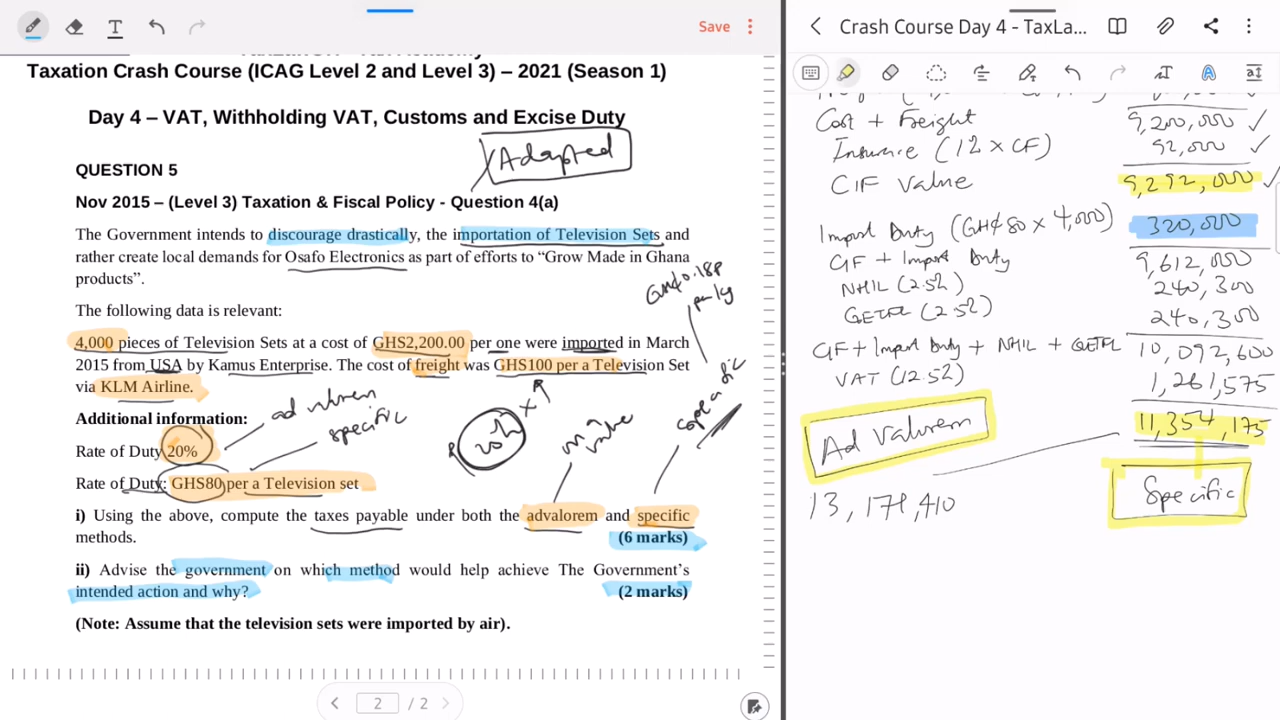 Save
Taxation Crash Course (ICAG Level 2 and Level 3) – 2021 (Season 1)
Day 4 – VAT, Withholding VAT, Customs and Excise Duty
Adapted
QUESTION 5
Nov 2015 – (Level 3) Taxation & Fiscal Policy - Question 4(a)
The Government intends to discourage drastically, the importation of Television Sets and
rather create local demands for Osafo Electronics as part of efforts to “Grow Made in Ghana
products”.
GH¢0.18p
per ly
The following data is relevant:
4,000 pieces of Television Sets at a cost of GHS2,200.00 per one were imported in March
2015 from USA by Kamus Enterprise. The cost of freight was GHS100 per a Television Set
via KLM Airline.
Additional information:
ad valorem
specific
Rate of Duty 20%
20%
value
Rate of Duty: GHS80 per a Television set
i) Using the above, compute the taxes payable under both the advalorem and specific
methods. (6 marks)
ii) Advise the government on which method would help achieve The Government’s
intended action and why? (2 marks)
(Note: Assume that the television sets were imported by air).
2 / 2
Crash Course Day 4 - TaxLa...
Cost + Freight 9,200,000
Insurance (1% x CF) 92,000
CIF Value 9,292,000
Import Duty (GH¢80 x 4,000) 320,000
CIF + Import Duty 9,612,000
NHIL (2.5%) 240,300
GETFL (2.5%) 240,300
CIF + Import Duty + NHIL + GETFL 10,092,600
VAT (12.5%) 1,261,575
11,354,175
Ad Valorem
Specific
13,171,410